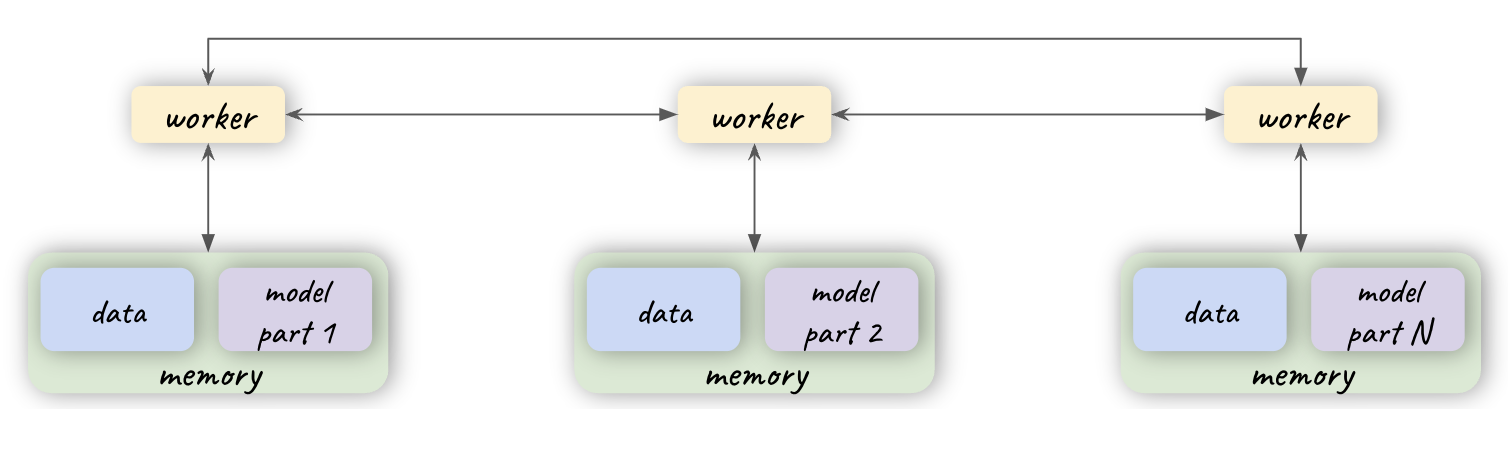 worker
worker
worker
data
model
part 1
memory
data
model
part 2
memory
data
model
part N
memory